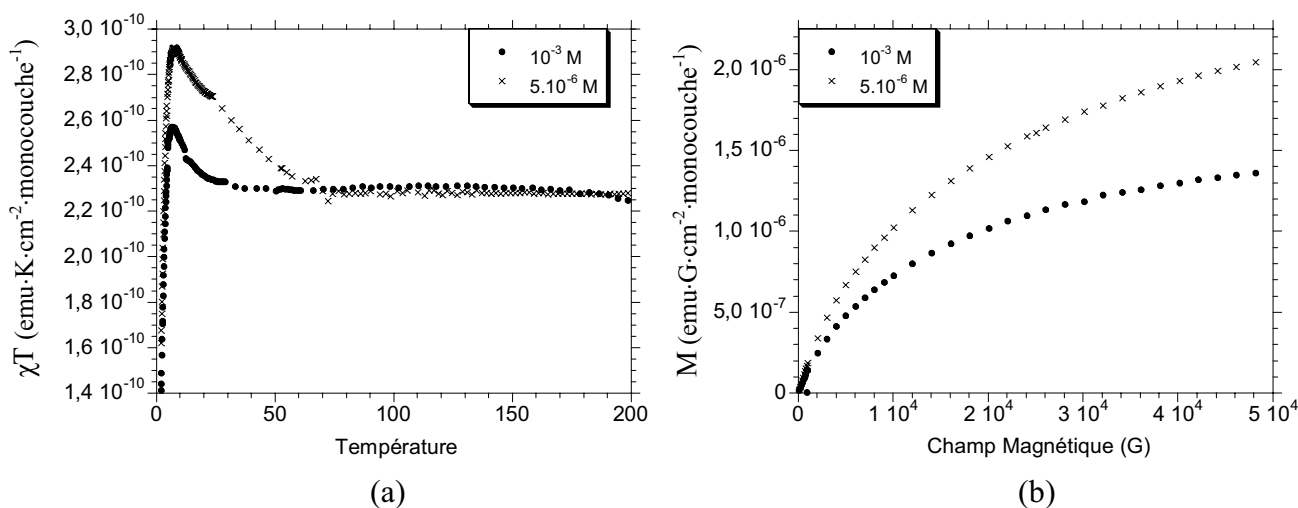 χT (emu·K·cm⁻²·monocouche⁻¹)
3,0 10⁻¹⁰
2,8 10⁻¹⁰
2,6 10⁻¹⁰
2,4 10⁻¹⁰
2,2 10⁻¹⁰
2,0 10⁻¹⁰
1,8 10⁻¹⁰
1,6 10⁻¹⁰
1,4 10⁻¹⁰
10⁻³ M
5.10⁻⁶ M
0 50 100 150 200
Température
(a)
M (emu·G·cm⁻²·monocouche⁻¹)
2,0 10⁻⁶
1,5 10⁻⁶
1,0 10⁻⁶
5,0 10⁻⁷
0
10⁻³ M
5.10⁻⁶ M
0 1 10⁴ 2 10⁴ 3 10⁴ 4 10⁴ 5 10⁴
Champ Magnétique (G)
(b)